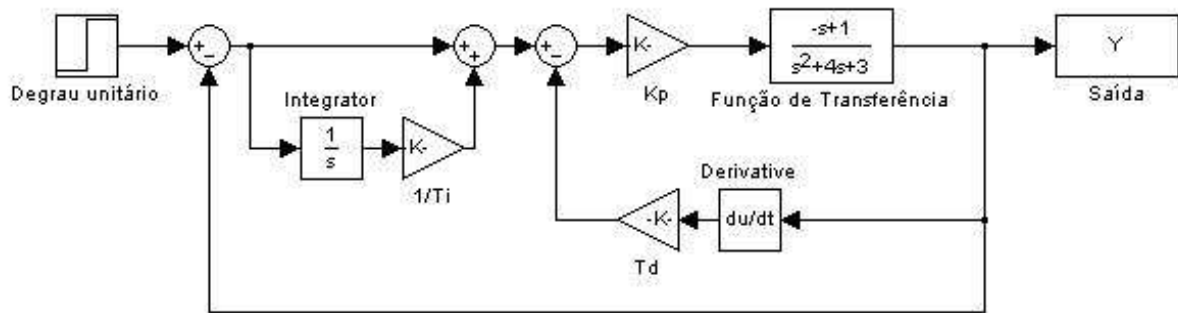 Degrau unitário
+
−
Integrator
1
s
K-
1/Ti
+
+
+
−
K-
Kp
-s+1
s²+4s+3
Função de Transferência
Y
Saída
Derivative
du/dt
-K-
Td